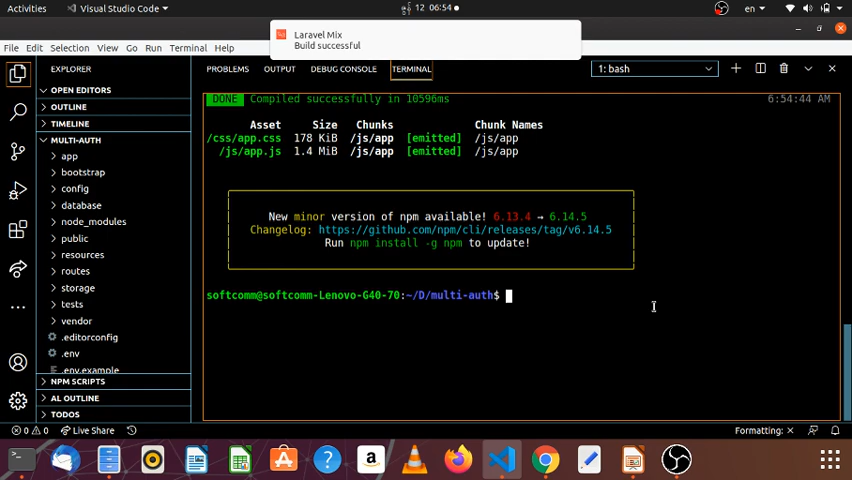 Activities
Visual Studio Code
12 06:54
en
Laravel Mix
Build successful
File Edit Selection View Go Run Terminal Help
EXPLORER
PROBLEMS OUTPUT DEBUG CONSOLE TERMINAL
1: bash
OPEN EDITORS
OUTLINE
TIMELINE
MULTI-AUTH
app
bootstrap
config
database
node_modules
public
resources
routes
storage
tests
vendor
.editorconfig
.env
.env.example
NPM SCRIPTS
AL OUTLINE
TODOS
DONE Compiled successfully in 10596ms 6:54:44 AM
Asset Size Chunks Chunk Names
/css/app.css 178 KiB /js/app [emitted] /js/app
/js/app.js 1.4 MiB /js/app [emitted] /js/app
New minor version of npm available! 6.13.4 → 6.14.5
Changelog: https://github.com/npm/cli/releases/tag/v6.14.5
Run npm install -g npm to update!
softcomm@softcomm-Lenovo-G40-70:~/D/multi-auth$
0 0 Live Share
Formatting: ×